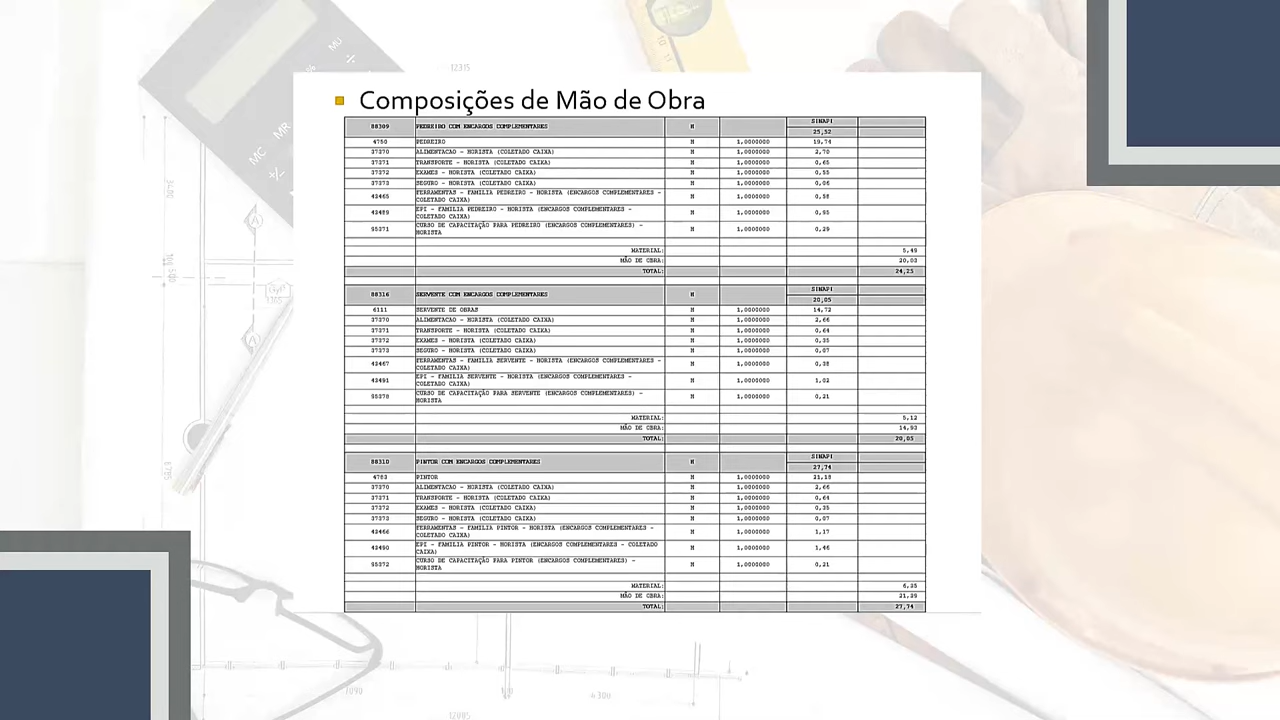 Composições de Mão de Obra
88309 PEDREIRO COM ENCARGOS COMPLEMENTARES H SINAPI
25,52
4750 PEDREIRO H 1,0000000 19,74
37370 ALIMENTACAO - HORISTA (COLETADO CAIXA) H 1,0000000 2,70
37371 TRANSPORTE - HORISTA (COLETADO CAIXA) H 1,0000000 0,65
37372 EXAMES - HORISTA (COLETADO CAIXA) H 1,0000000 0,55
37373 SEGURO - HORISTA (COLETADO CAIXA) H 1,0000000 0,06
43465 FERRAMENTAS - FAMILIA PEDREIRO - HORISTA (ENCARGOS COMPLEMENTARES - H 1,0000000 0,58
COLETADO CAIXA)
43489 EPI - FAMILIA PEDREIRO - HORISTA (ENCARGOS COMPLEMENTARES - H 1,0000000 0,95
COLETADO CAIXA)
95371 CURSO DE CAPACITAÇÃO PARA PEDREIRO (ENCARGOS COMPLEMENTARES) - H 1,0000000 0,29
HORISTA
MATERIAL: 5,49
MÃO DE OBRA: 20,03
TOTAL: 24,25
88316 SERVENTE COM ENCARGOS COMPLEMENTARES H SINAPI
20,05
6111 SERVENTE DE OBRAS H 1,0000000 14,72
37370 ALIMENTACAO - HORISTA (COLETADO CAIXA) H 1,0000000 2,66
37371 TRANSPORTE - HORISTA (COLETADO CAIXA) H 1,0000000 0,64
37372 EXAMES - HORISTA (COLETADO CAIXA) H 1,0000000 0,35
37373 SEGURO - HORISTA (COLETADO CAIXA) H 1,0000000 0,07
43467 FERRAMENTAS - FAMILIA SERVENTE - HORISTA (ENCARGOS COMPLEMENTARES - H 1,0000000 0,38
COLETADO CAIXA)
43491 EPI - FAMILIA SERVENTE - HORISTA (ENCARGOS COMPLEMENTARES - H 1,0000000 1,02
COLETADO CAIXA)
95378 CURSO DE CAPACITAÇÃO PARA SERVENTE (ENCARGOS COMPLEMENTARES) - H 1,0000000 0,21
HORISTA
MATERIAL: 5,12
MÃO DE OBRA: 14,93
TOTAL: 20,05
88310 PINTOR COM ENCARGOS COMPLEMENTARES H SINAPI
27,74
4783 PINTOR H 1,0000000 21,18
37370 ALIMENTACAO - HORISTA (COLETADO CAIXA) H 1,0000000 2,66
37371 TRANSPORTE - HORISTA (COLETADO CAIXA) H 1,0000000 0,64
37372 EXAMES - HORISTA (COLETADO CAIXA) H 1,0000000 0,35
37373 SEGURO - HORISTA (COLETADO CAIXA) H 1,0000000 0,07
43466 FERRAMENTAS - FAMILIA PINTOR - HORISTA (ENCARGOS COMPLEMENTARES - H 1,0000000 1,17
COLETADO CAIXA)
43490 EPI - FAMILIA PINTOR - HORISTA (ENCARGOS COMPLEMENTARES - COLETADO H 1,0000000 1,46
CAIXA)
95372 CURSO DE CAPACITAÇÃO PARA PINTOR (ENCARGOS COMPLEMENTARES) - H 1,0000000 0,21
HORISTA
MATERIAL: 6,35
MÃO DE OBRA: 21,39
TOTAL: 27,74
12315
MU
MR
MC
A
A
7090
4 300
12005